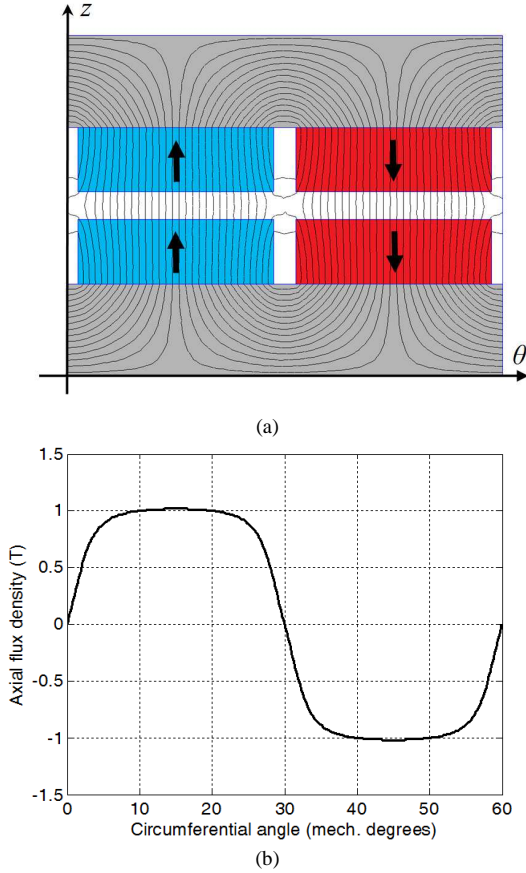 z
θ
(a)
1.5
1
0.5
0
-0.5
-1
-1.5
Axial flux density (T)
0 10 20 30 40 50 60
Circumferential angle (mech. degrees)
(b)